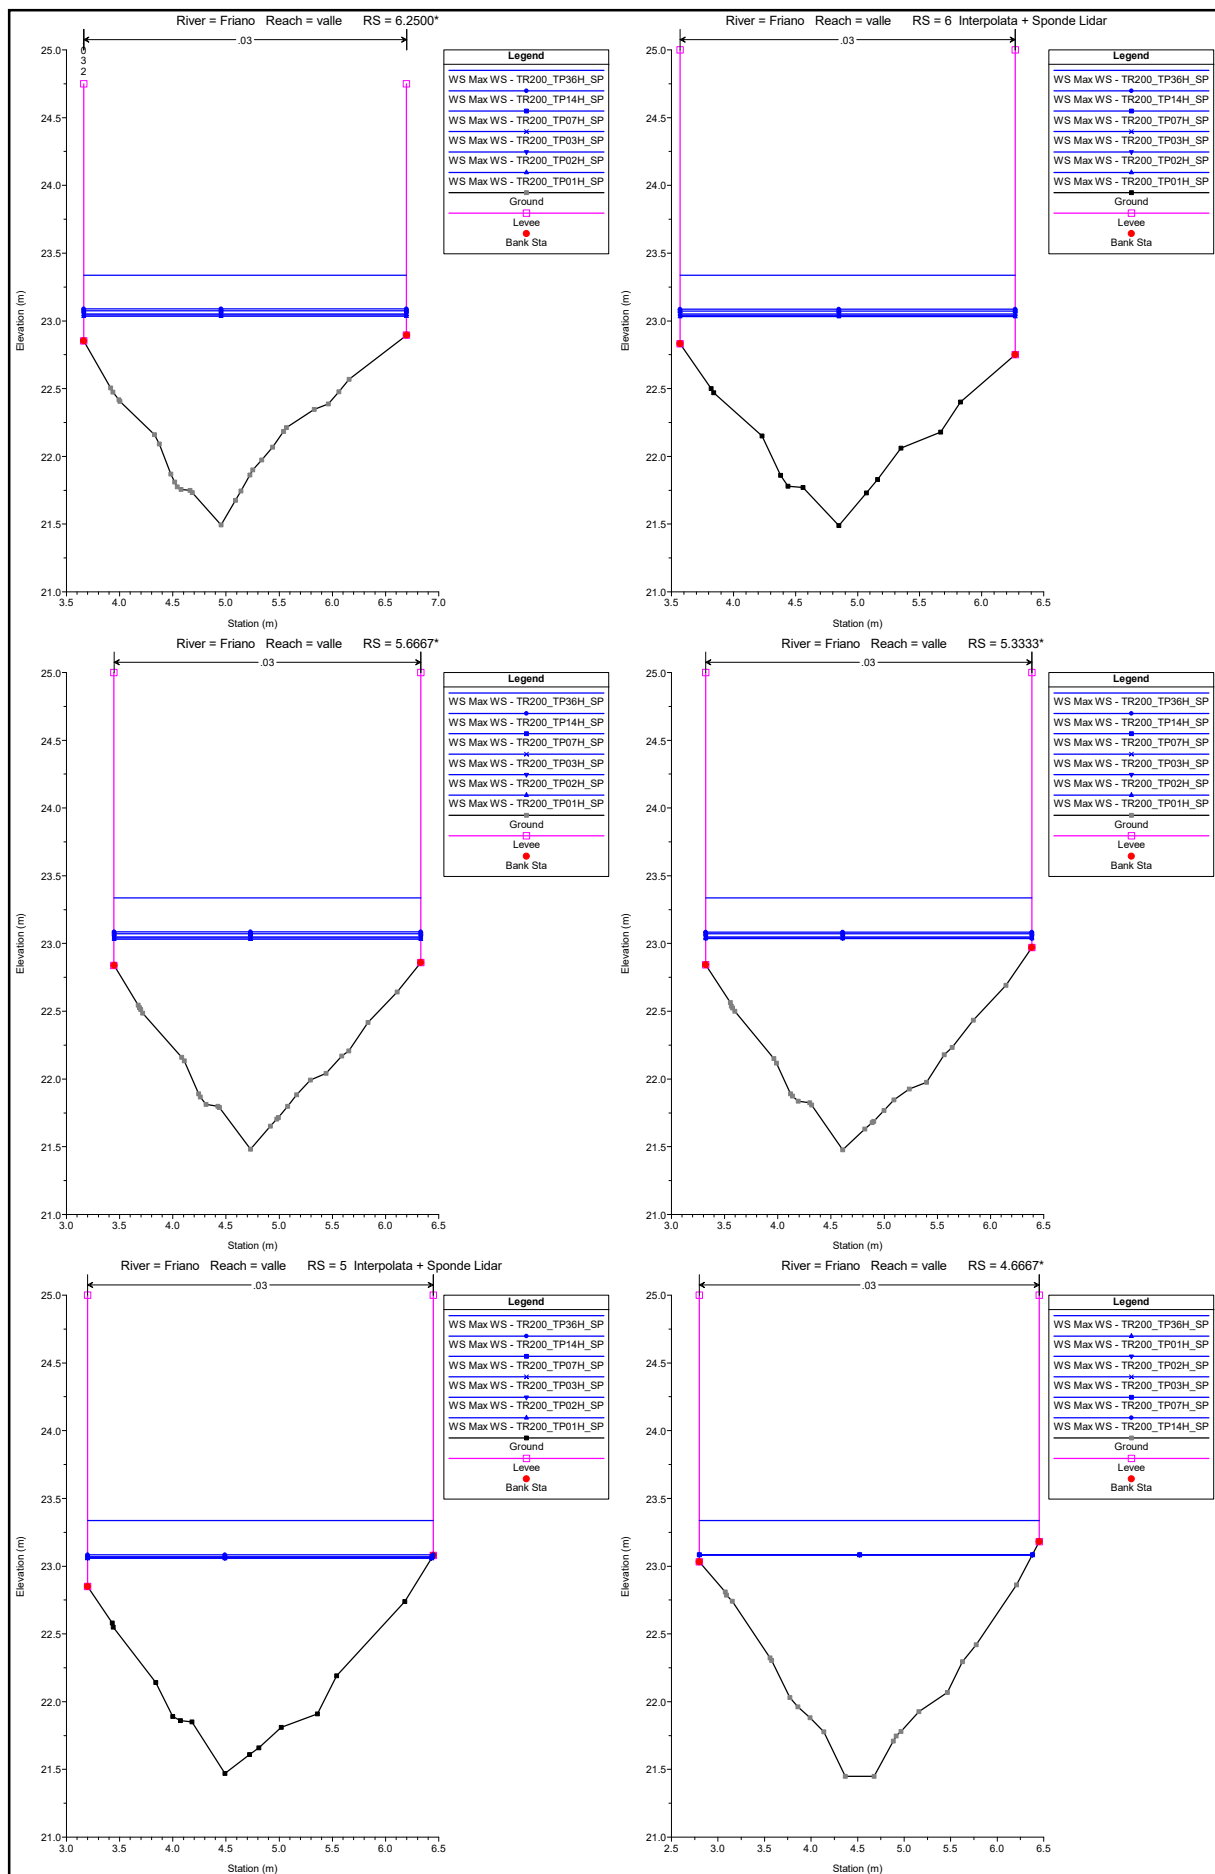 River = Friano   Reach = valle      RS = 6.2500*
.03
0
3
2
25.0
24.5
24.0
23.5
23.0
22.5
22.0
21.5
21.0
Elevation (m)
3.5 4.0 4.5 5.0 5.5 6.0 6.5 7.0
Station (m)
Legend
WS Max WS - TR200_TP36H_SP
WS Max WS - TR200_TP14H_SP
WS Max WS - TR200_TP07H_SP
WS Max WS - TR200_TP03H_SP
WS Max WS - TR200_TP02H_SP
WS Max WS - TR200_TP01H_SP
Ground
Levee
Bank Sta
River = Friano   Reach = valle      RS = 6  Interpolata + Sponde Lidar
.03
25.0
24.5
24.0
23.5
23.0
22.5
22.0
21.5
21.0
Elevation (m)
3.5 4.0 4.5 5.0 5.5 6.0 6.5
Station (m)
Legend
WS Max WS - TR200_TP36H_SP
WS Max WS - TR200_TP14H_SP
WS Max WS - TR200_TP07H_SP
WS Max WS - TR200_TP03H_SP
WS Max WS - TR200_TP02H_SP
WS Max WS - TR200_TP01H_SP
Ground
Levee
Bank Sta
River = Friano   Reach = valle      RS = 5.6667*
.03
25.0
24.5
24.0
23.5
23.0
22.5
22.0
21.5
21.0
Elevation (m)
3.0 3.5 4.0 4.5 5.0 5.5 6.0 6.5
Station (m)
Legend
WS Max WS - TR200_TP36H_SP
WS Max WS - TR200_TP14H_SP
WS Max WS - TR200_TP07H_SP
WS Max WS - TR200_TP03H_SP
WS Max WS - TR200_TP02H_SP
WS Max WS - TR200_TP01H_SP
Ground
Levee
Bank Sta
River = Friano   Reach = valle      RS = 5.3333*
.03
25.0
24.5
24.0
23.5
23.0
22.5
22.0
21.5
21.0
Elevation (m)
3.0 3.5 4.0 4.5 5.0 5.5 6.0 6.5
Station (m)
Legend
WS Max WS - TR200_TP36H_SP
WS Max WS - TR200_TP14H_SP
WS Max WS - TR200_TP07H_SP
WS Max WS - TR200_TP03H_SP
WS Max WS - TR200_TP02H_SP
WS Max WS - TR200_TP01H_SP
Ground
Levee
Bank Sta
River = Friano   Reach = valle      RS = 5  Interpolata + Sponde Lidar
.03
25.0
24.5
24.0
23.5
23.0
22.5
22.0
21.5
21.0
Elevation (m)
3.0 3.5 4.0 4.5 5.0 5.5 6.0 6.5
Station (m)
Legend
WS Max WS - TR200_TP36H_SP
WS Max WS - TR200_TP14H_SP
WS Max WS - TR200_TP07H_SP
WS Max WS - TR200_TP03H_SP
WS Max WS - TR200_TP02H_SP
WS Max WS - TR200_TP01H_SP
Ground
Levee
Bank Sta
River = Friano   Reach = valle      RS = 4.6667*
.03
25.0
24.5
24.0
23.5
23.0
22.5
22.0
21.5
21.0
Elevation (m)
2.5 3.0 3.5 4.0 4.5 5.0 5.5 6.0 6.5
Station (m)
Legend
WS Max WS - TR200_TP36H_SP
WS Max WS - TR200_TP01H_SP
WS Max WS - TR200_TP02H_SP
WS Max WS - TR200_TP03H_SP
WS Max WS - TR200_TP07H_SP
WS Max WS - TR200_TP14H_SP
Ground
Levee
Bank Sta